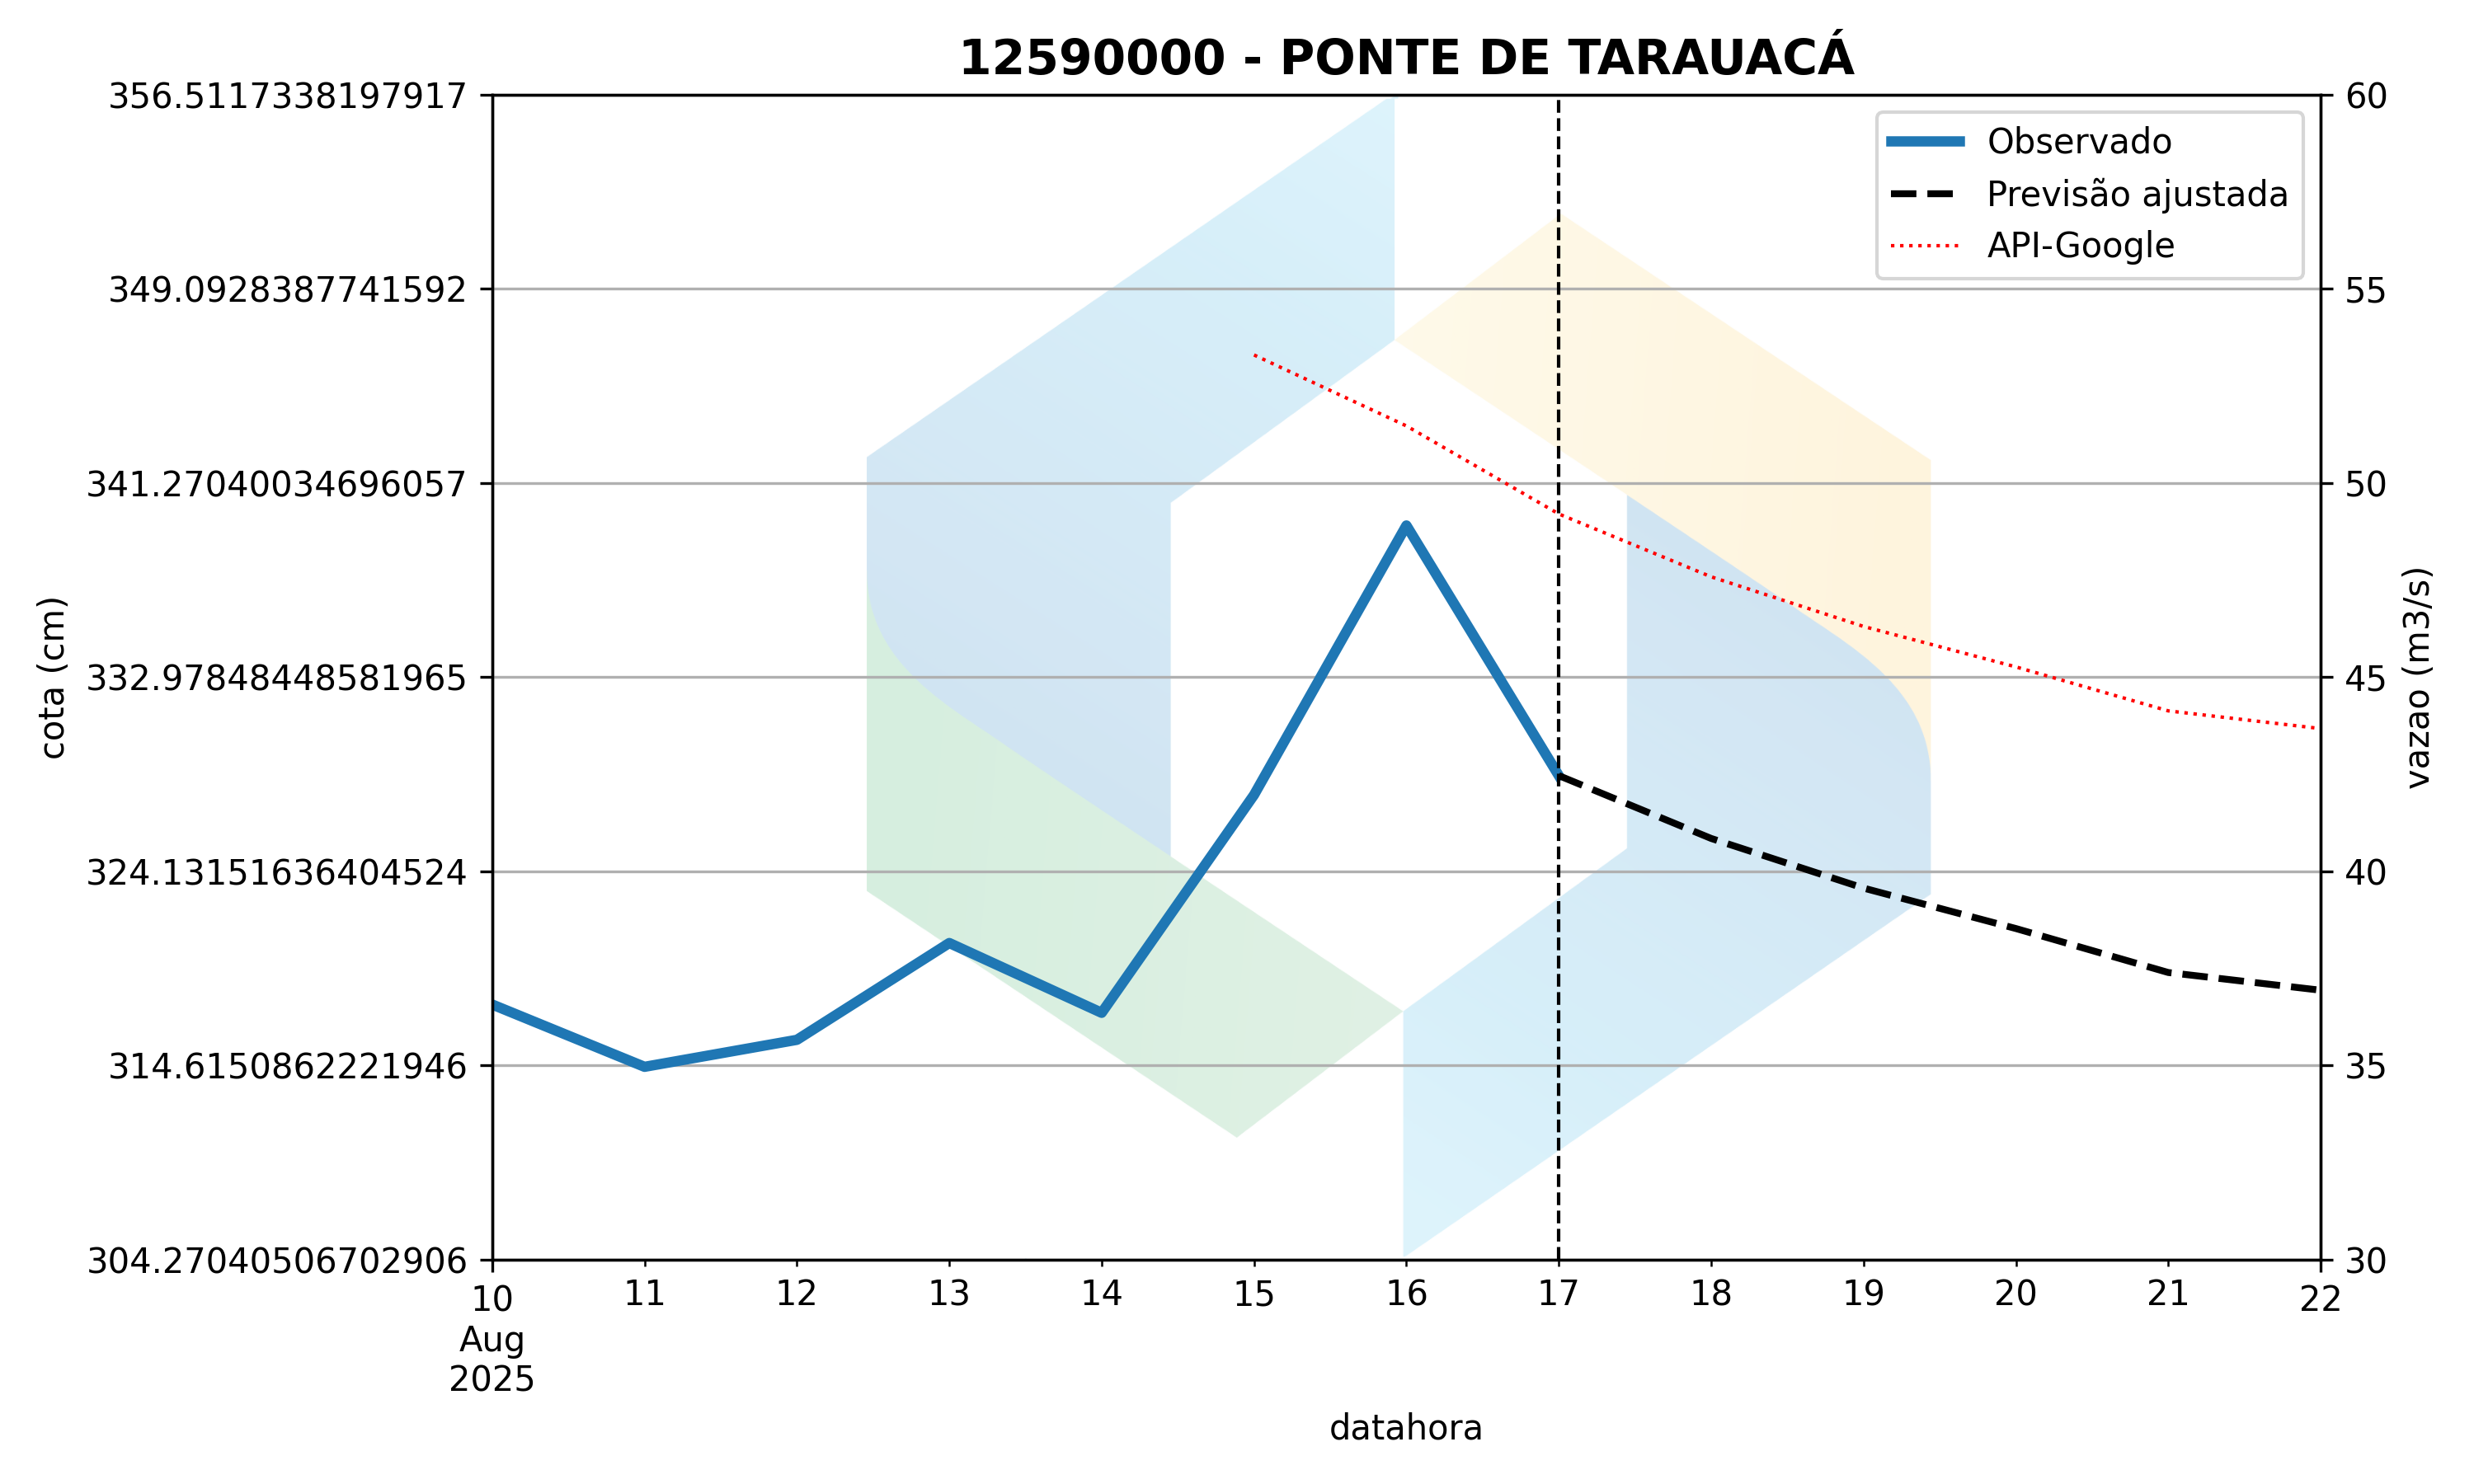 12590000 - PONTE DE TARAUACÁ
356.5117338197917
349.0928387741592
341.27040034696057
332.97848448581965
324.13151636404524
314.6150862221946
304.27040506702906
cota (cm)
60
55
50
45
40
35
30
vazao (m3/s)
Observado
Previsão ajustada
API-Google
10 11 12 13 14 15 16 17 18 19 20 21 22
Aug
2025
datahora